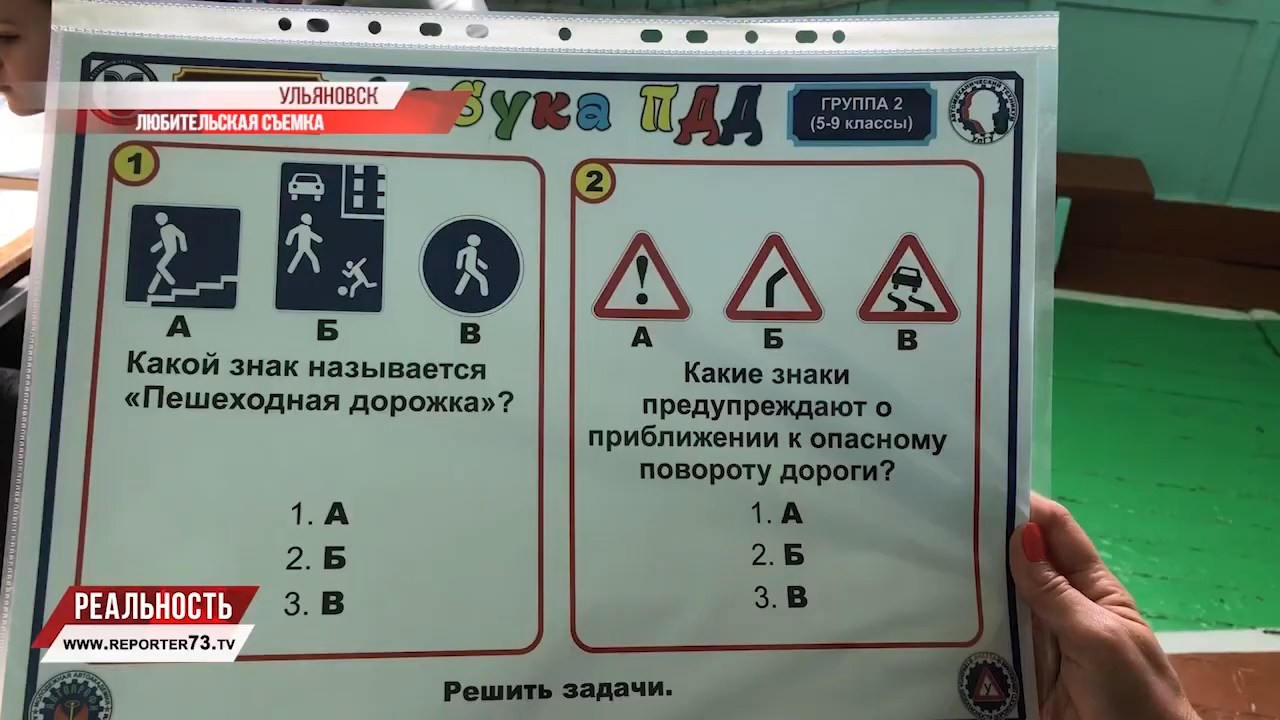 УЛЬЯНОВСК
ЛЮБИТЕЛЬСКАЯ СЪЕМКА
ПДД
ГРУППА 2
(5-9 классы)
1
А
Б
В
Какой знак называется
«Пешеходная дорожка»?
1. А
2. Б
3. В
2
А
Б
В
Какие знаки
предупреждают о
приближении к опасному
повороту дороги?
1. А
2. Б
3. В
РЕАЛЬНОСТЬ
WWW.REPORTER73.TV
Решить задачи.